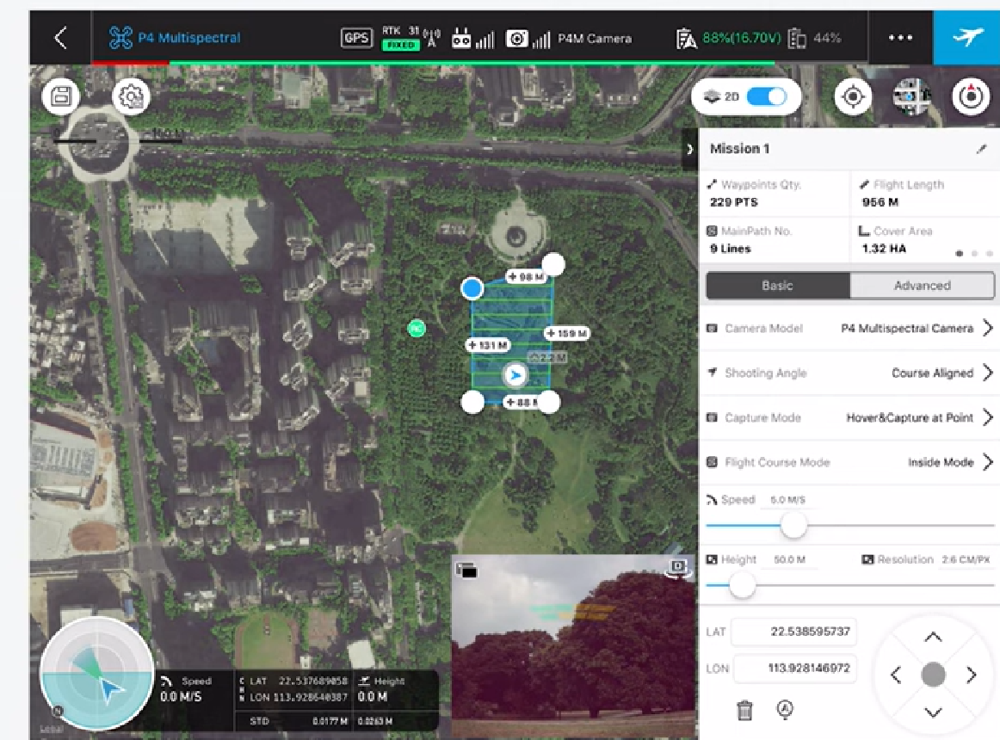 P4 Multispectral
GPS
RTK 31
FIXED
P4M Camera
88%(16.70V)
44%
2D
Mission 1
Waypoints Qty.
229 PTS
Flight Length
956 M
MainPath No.
9 Lines
Cover Area
1.32 HA
Basic
Advanced
Camera Model
P4 Multispectral Camera
Shooting Angle
Course Aligned
Capture Mode
Hover&Capture at Point
Flight Course Mode
Inside Mode
Speed 5.0 M/S
Height 50.0 M
Resolution 2.6 CM/PX
LAT 22.538595737
LON 113.928146972
+ 98 M
+ 159 M
+ 131 M
2.2 M
+ 88 M
Speed
0.0 M/S
LAT 22.537689058
LON 113.928640387
Height
0.0 M
STD 0.0177 M 0.0263 M
N
Legal